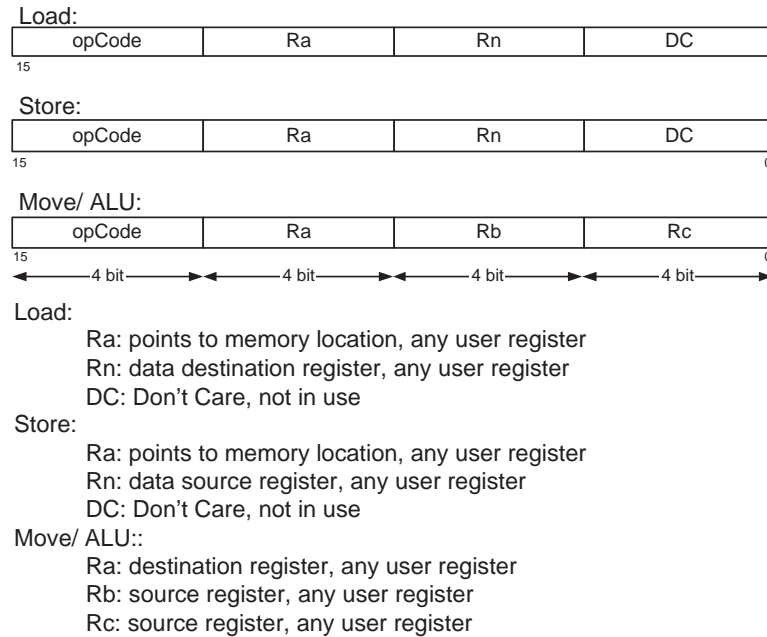 Load:
opCode Ra Rn DC
15
Store:
opCode Ra Rn DC
15 0
Move/ ALU:
opCode Ra Rb Rc
15 0
4 bit 4 bit 4 bit 4 bit
Load:
Ra: points to memory location, any user register
Rn: data destination register, any user register
DC: Don't Care, not in use
Store:
Ra: points to memory location, any user register
Rn: data source register, any user register
DC: Don't Care, not in use
Move/ ALU::
Ra: destination register, any user register
Rb: source register, any user register
Rc: source register, any user register